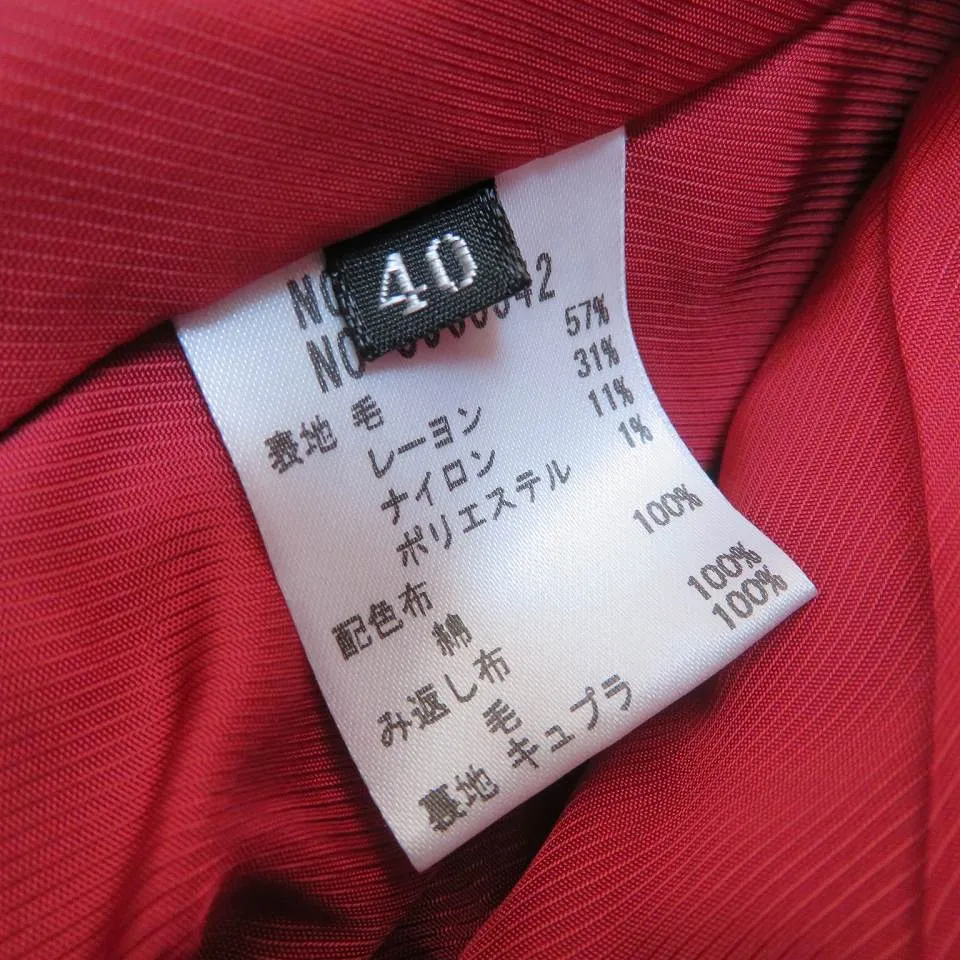 40
NO
NO
表地 毛 57%
レーヨン 31%
ナイロン 11%
ポリエステル 1%
配色布
綿 100%
み返し布
毛 100%
裏地 キュプラ 100%